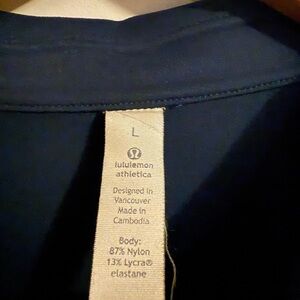 L
lululemon
athletica
Designed in
Vancouver
Made in
Cambodia
Body:
87% Nylon
13% Lycra®
elastane